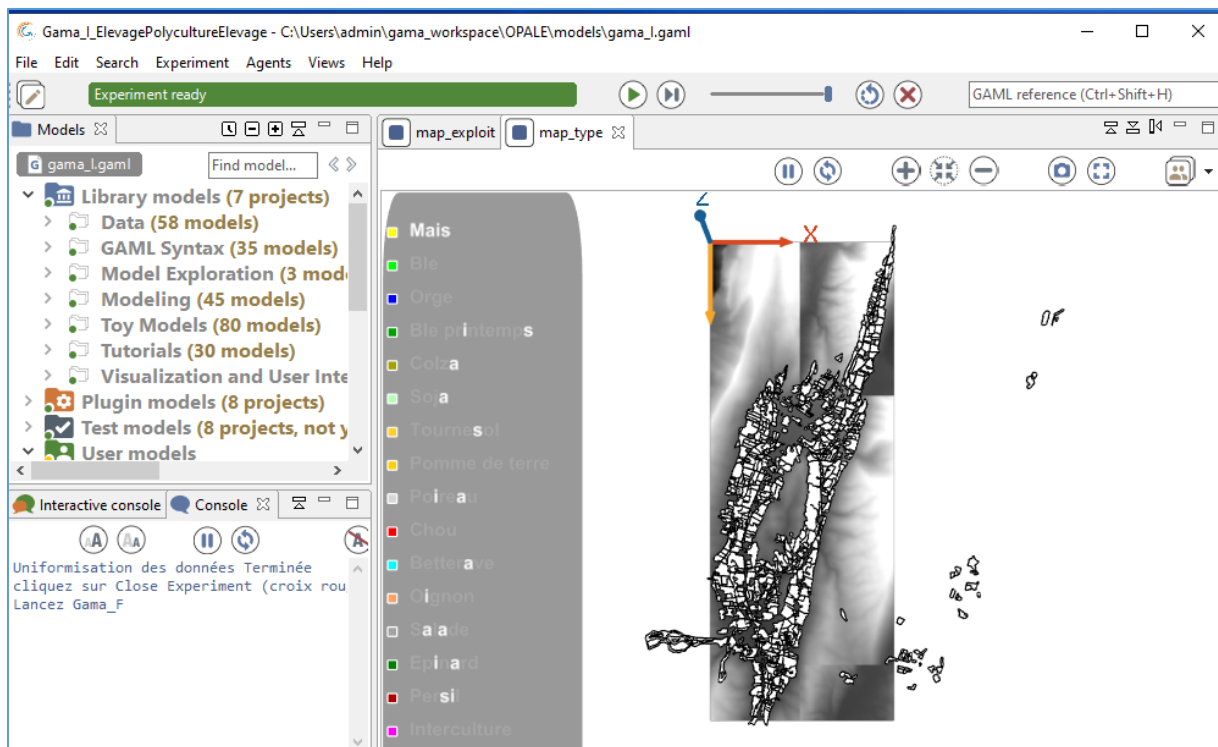 Gama_I_ElevagePolycultureElevage - C:\Users\admin\gama_workspace\OPALE\models\gama_I.gaml
File Edit Search Experiment Agents Views Help
Experiment ready
GAML reference (Ctrl+Shift+H)
Models
map_exploit map_type
gama_I.gaml
Find model...
Library models (7 projects)
Data (58 models)
GAML Syntax (35 models)
Model Exploration (3 mode
Modeling (45 models)
Toy Models (80 models)
Tutorials (30 models)
Visualization and User Inte
Plugin models (8 projects)
Test models (8 projects, not y
User models
Interactive console Console
Uniformisation des données Terminée
cliquez sur Close Experiment (croix rou
Lancez Gama_F
Mais
Ble
Orge
Ble printemps
Colza
Soja
Tournesol
Pomme de terre
Poireau
Chou
Betterave
Oignon
Salade
Epinard
Persil
Interculture
Z
X